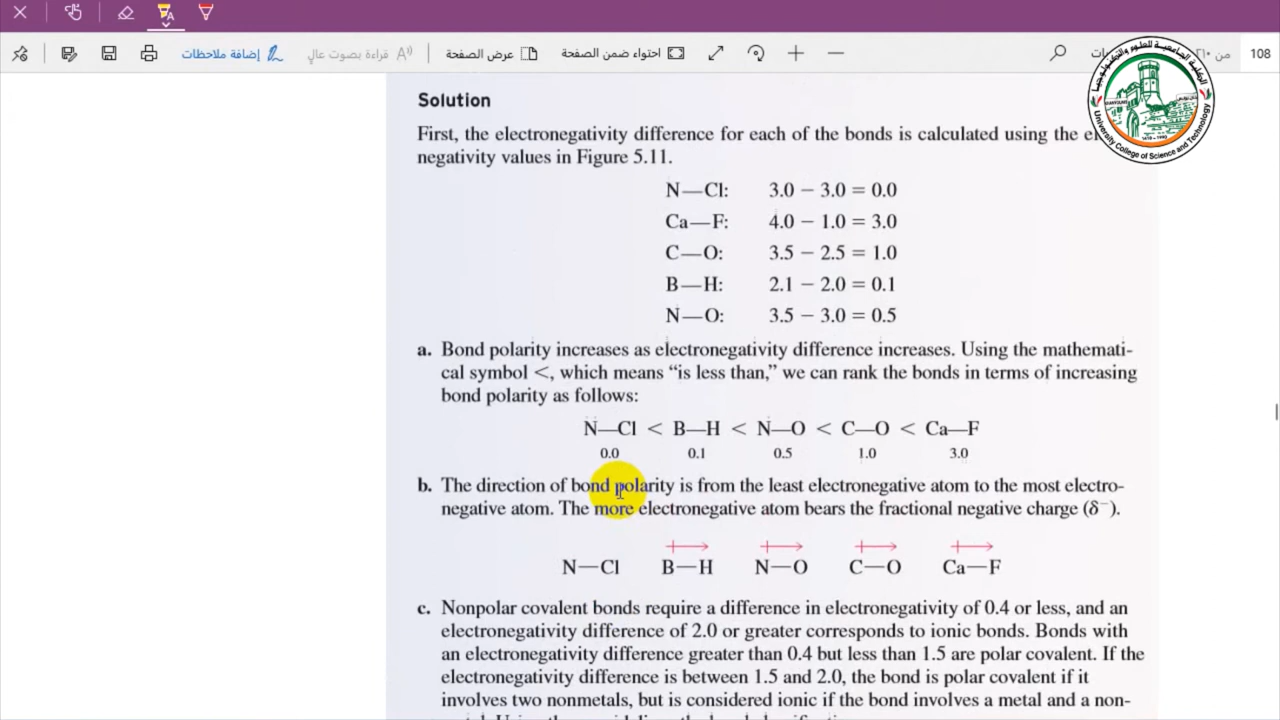 إضافة ملاحظات
قراءة بصوت عالٍ
عرض الصفحة
احتواء ضمن الصفحة
من
108
الكلية الجامعية للعلوم والتكنولوجيا
University College of Science and Technology
Solution
First, the electronegativity difference for each of the bonds is calculated using the
negativity values in Figure 5.11.
N—Cl: 3.0 − 3.0 = 0.0
Ca—F: 4.0 − 1.0 = 3.0
C—O: 3.5 − 2.5 = 1.0
B—H: 2.1 − 2.0 = 0.1
N—O: 3.5 − 3.0 = 0.5
a. Bond polarity increases as electronegativity difference increases. Using the mathemati-
cal symbol <, which means “is less than,” we can rank the bonds in terms of increasing
bond polarity as follows:
N—Cl < B—H < N—O < C—O < Ca—F
0.0 0.1 0.5 1.0 3.0
b. The direction of bond polarity is from the least electronegative atom to the most electro-
negative atom. The more electronegative atom bears the fractional negative charge (δ⁻).
N—Cl B—H N—O C—O Ca—F
c. Nonpolar covalent bonds require a difference in electronegativity of 0.4 or less, and an
electronegativity difference of 2.0 or greater corresponds to ionic bonds. Bonds with
an electronegativity difference greater than 0.4 but less than 1.5 are polar covalent. If the
electronegativity difference is between 1.5 and 2.0, the bond is polar covalent if it
involves two nonmetals, but is considered ionic if the bond involves a metal and a non-